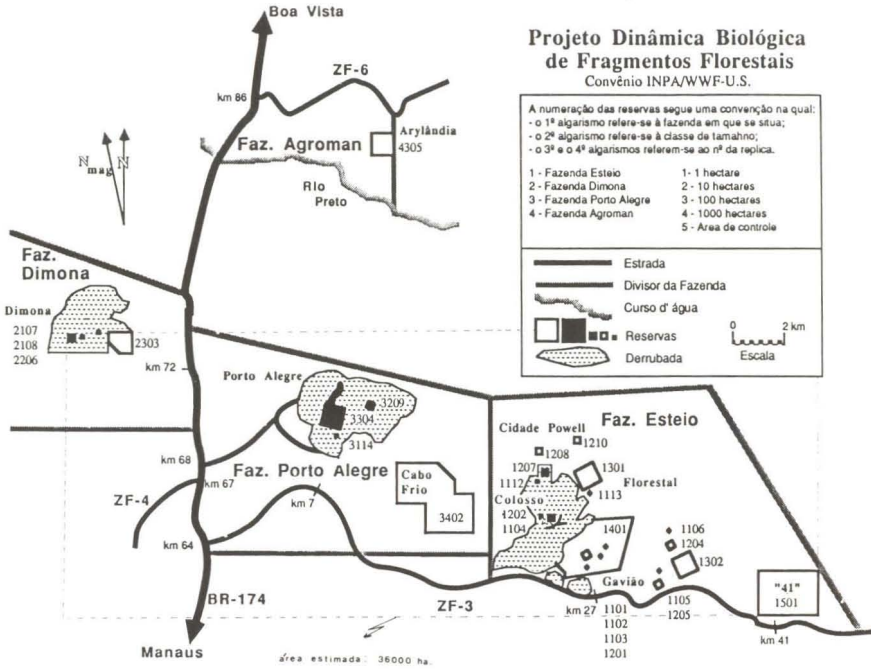 Boa Vista
Projeto Dinâmica Biológica
de Fragmentos Florestais
Convênio INPA/WWF-U.S.
A numeração das reservas segue uma convenção na qual:
- o 1º algarismo refere-se à fazenda em que se situa;
- o 2º algarismo refere-se à classe de tamahno;
- o 3º e o 4º algarismos referem-se ao nº da replica.
1 - Fazenda Esteio
2 - Fazenda Dimona
3 - Fazenda Porto Alegre
4 - Fazenda Agroman
1- 1 hectare
2 - 10 hectares
3 - 100 hectares
4 - 1000 hectares
5 - Area de controle
Estrada
Divisor da Fazenda
Curso d' água
Reservas
Derrubada
0 2 km
Escala
ZF-6
km 86
Arylândia
4305
Faz. Agroman
Rio
Preto
N mag
N
Faz.
Dimona
Dimona
2107
2108
2206
2303
km 72
Porto Alegre
3209
3304
3114
km 68
km 67
Faz. Porto Alegre
ZF-4
km 7
km 64
Cabo
Frio
3402
Faz. Esteio
Cidade Powell
1210
1208
1207
1112
1301
1113
Florestal
Colosso
1202
1104
1401
1106
1204
1302
Gavião
1105
1205
km 27
1101
1102
1103
1201
"41"
1501
km 41
BR-174
ZF-3
Manaus
área estimada: 36000 ha.